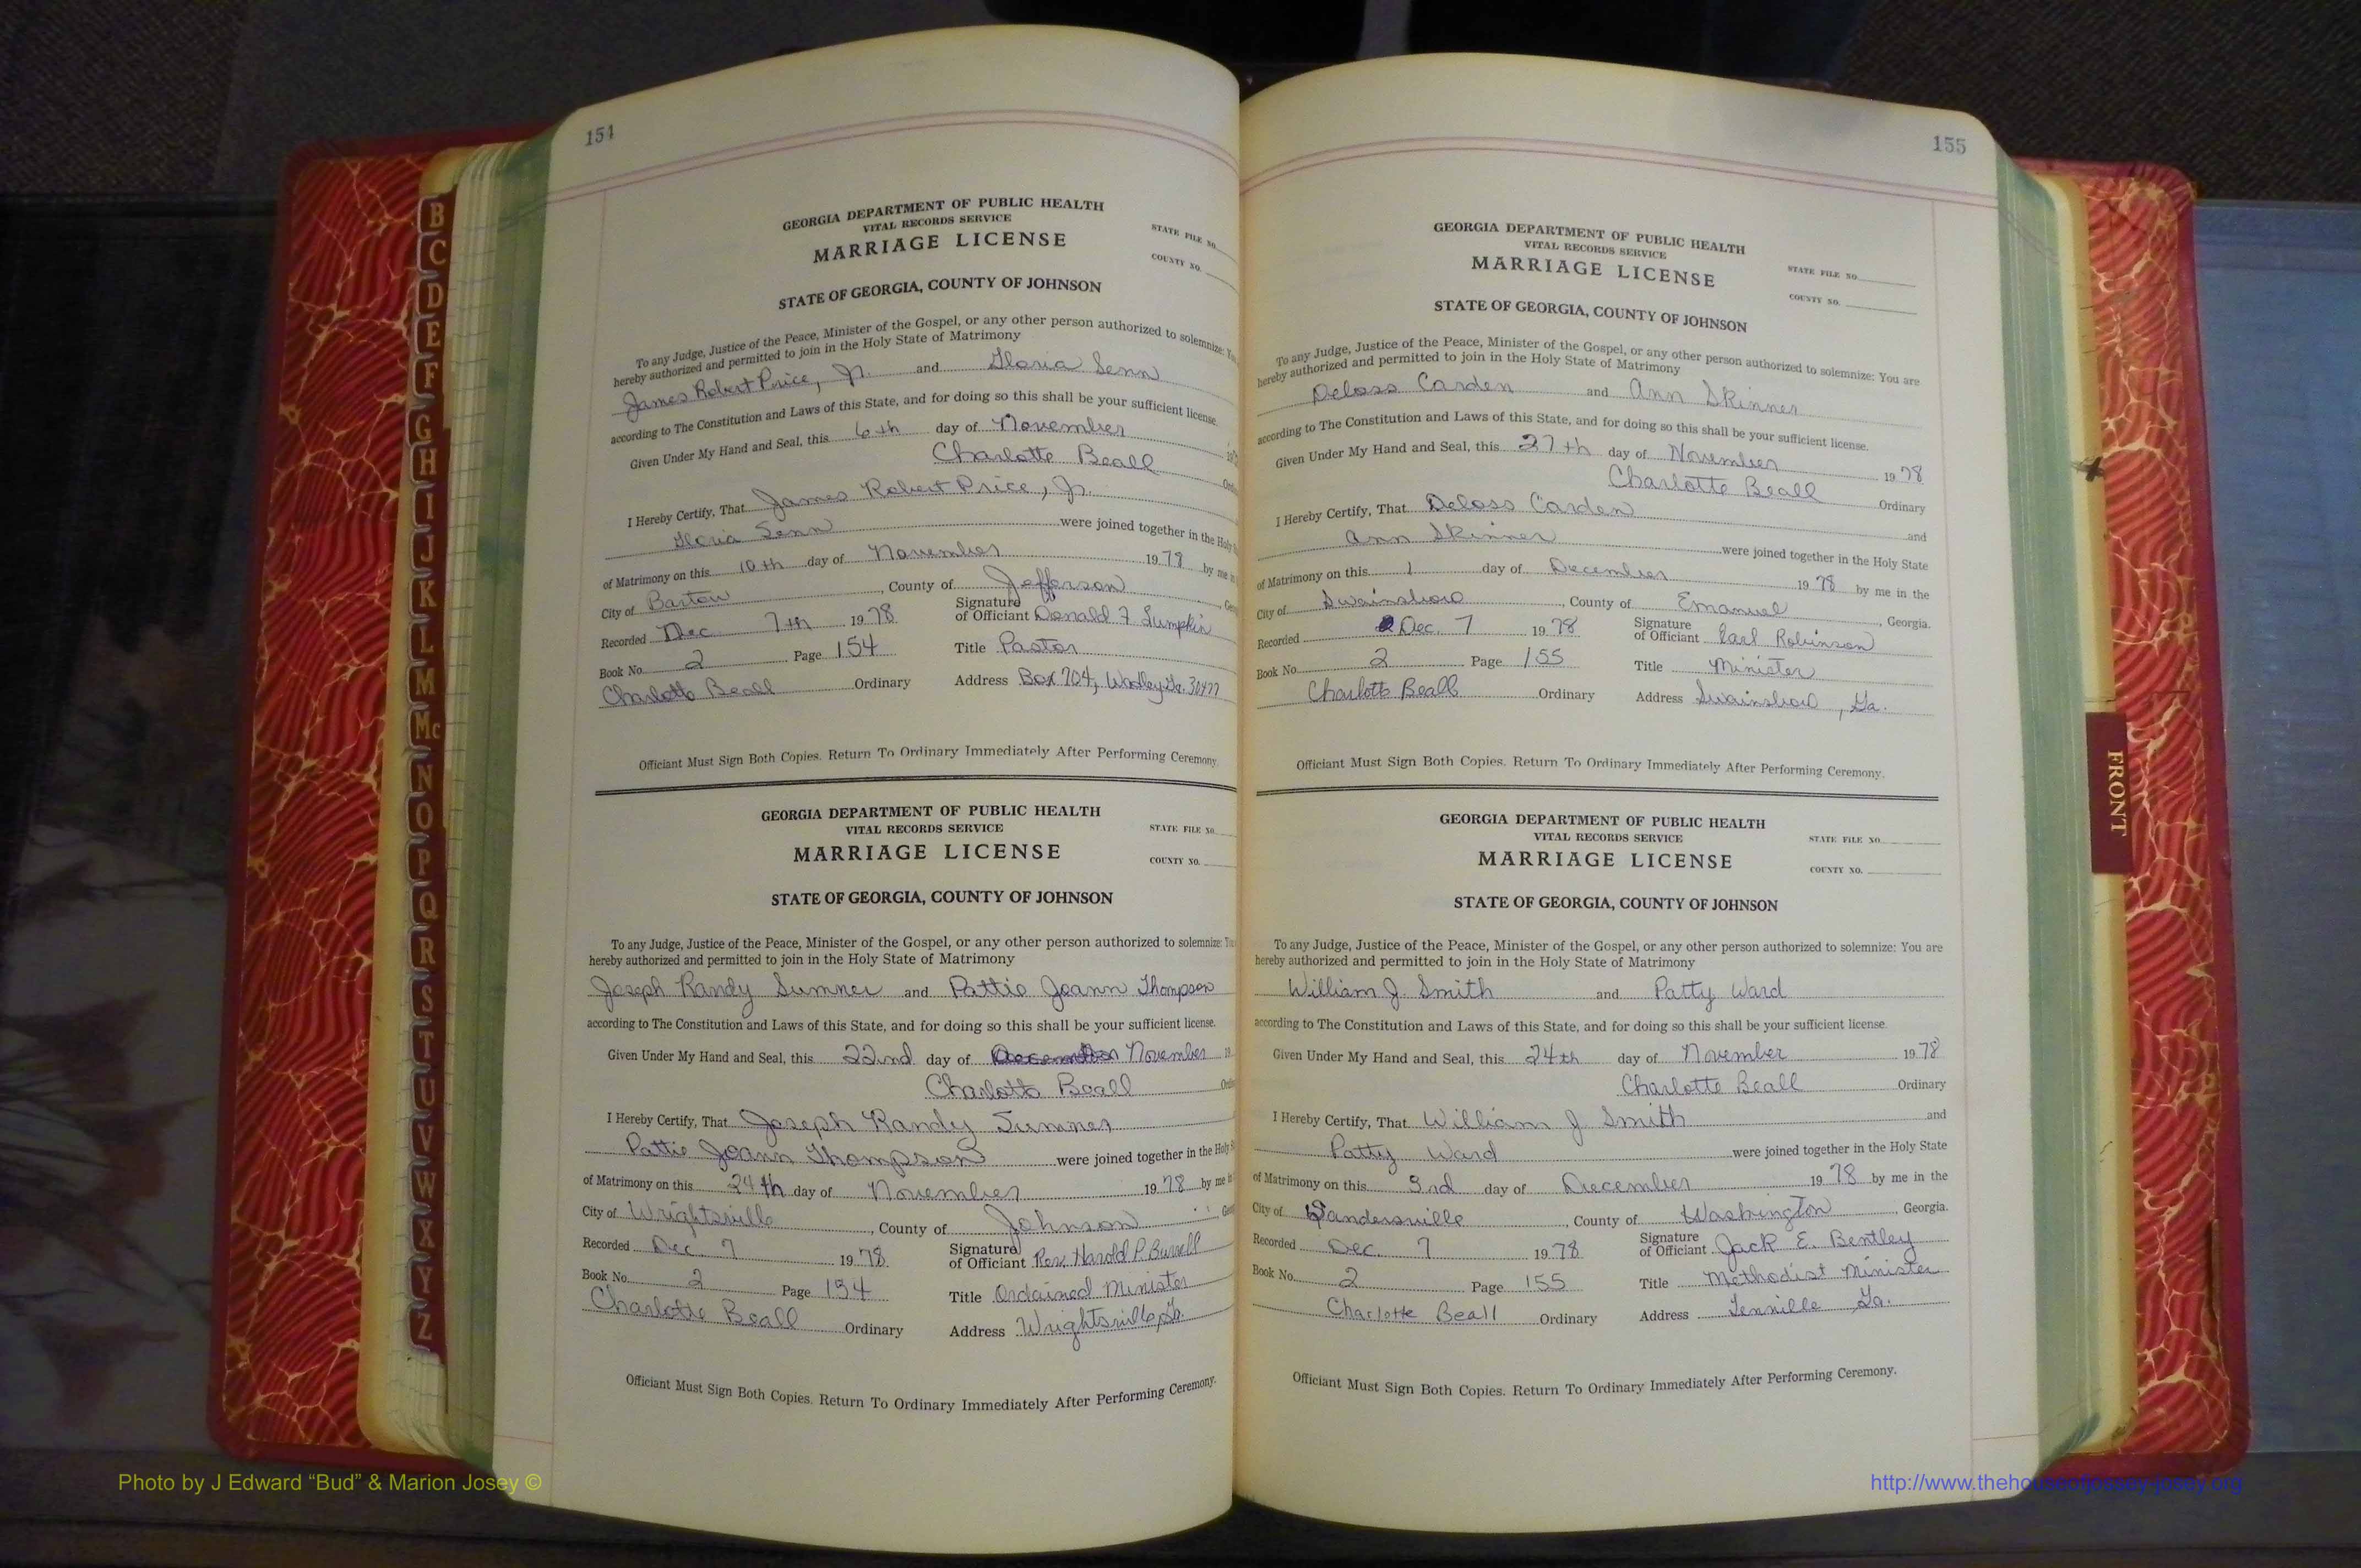 154
GEORGIA DEPARTMENT OF PUBLIC HEALTH
VITAL RECORDS SERVICE
MARRIAGE LICENSE
STATE FILE NO.
COUNTY NO.
STATE OF GEORGIA, COUNTY OF JOHNSON
To any Judge, Justice of the Peace, Minister of the Gospel, or any other person authorized to solemnize:
hereby authorized and permitted to join in the Holy State of Matrimony
James Robert Price, Jr. and Gloria Senn
according to The Constitution and Laws of this State, and for doing so this shall be your sufficient license.
Given Under My Hand and Seal, this 6th day of November
Charlotte Beall
I Hereby Certify, That James Robert Price, Jr.
Gloria Senn were joined together in the Holy
of Matrimony on this 10th day of November 1978 by me
City of Bartow, County of Jefferson
Recorded Dec. 7th 1978 Signature of Officiant Donald F. Lumpkin
Book No. 2 Page 154 Title Pastor
Charlotte Beall Ordinary Address Box 704,
Officiant Must Sign Both Copies. Return To Ordinary Immediately After Performing Ceremony.
GEORGIA DEPARTMENT OF PUBLIC HEALTH
VITAL RECORDS SERVICE
MARRIAGE LICENSE
STATE FILE NO.
COUNTY NO.
STATE OF GEORGIA, COUNTY OF JOHNSON
To any Judge, Justice of the Peace, Minister of the Gospel, or any other person authorized to solemnize:
hereby authorized and permitted to join in the Holy State of Matrimony
Joseph Randy Sumner and Pattie Joann Thompson
according to The Constitution and Laws of this State, and for doing so this shall be your sufficient license.
Given Under My Hand and Seal, this 22nd day of November
Charlotte Beall
I Hereby Certify, That Joseph Randy Sumner
Pattie Joann Thompson were joined together in the Holy
of Matrimony on this 24th day of November 1978 by me
City of Wrightsville, County of Johnson
Recorded Dec. 7 1978 Signature of Officiant Rev. Harold P. Burrell
Book No. 2 Page 154 Title Ordained Minister
Charlotte Beall Ordinary Address Wrightsville, Ga.
Officiant Must Sign Both Copies. Return To Ordinary Immediately After Performing Ceremony.
155
GEORGIA DEPARTMENT OF PUBLIC HEALTH
VITAL RECORDS SERVICE
MARRIAGE LICENSE
STATE FILE NO.
COUNTY NO.
STATE OF GEORGIA, COUNTY OF JOHNSON
To any Judge, Justice of the Peace, Minister of the Gospel, or any other person authorized to solemnize: You are
hereby authorized and permitted to join in the Holy State of Matrimony
Deloss Carden and Ann Skinner
according to The Constitution and Laws of this State, and for doing so this shall be your sufficient license.
Given Under My Hand and Seal, this 27th day of November 1978
Charlotte Beall Ordinary
I Hereby Certify, That Deloss Carden and
Ann Skinner were joined together in the Holy State
of Matrimony on this 1 day of December 1978 by me in the
City of Swainsboro, County of Emanuel, Georgia.
Recorded Dec. 7 1978 Signature of Officiant Earl Robinson
Book No. 2 Page 155 Title Minister
Charlotte Beall Ordinary Address Swainsboro, Ga.
Officiant Must Sign Both Copies. Return To Ordinary Immediately After Performing Ceremony.
GEORGIA DEPARTMENT OF PUBLIC HEALTH
VITAL RECORDS SERVICE
MARRIAGE LICENSE
STATE FILE NO.
COUNTY NO.
STATE OF GEORGIA, COUNTY OF JOHNSON
To any Judge, Justice of the Peace, Minister of the Gospel, or any other person authorized to solemnize: You are
hereby authorized and permitted to join in the Holy State of Matrimony
William J. Smith and Patty Ward
according to The Constitution and Laws of this State, and for doing so this shall be your sufficient license.
Given Under My Hand and Seal, this 24th day of November 1978
Charlotte Beall Ordinary
I Hereby Certify, That William J Smith and
Patty Ward were joined together in the Holy State
of Matrimony on this 3rd day of December 1978 by me in the
City of Sandersville, County of Washington, Georgia.
Recorded Dec. 7 1978 Signature of Officiant Jack E. Bentley
Book No. 2 Page 155 Title Methodist Minister
Charlotte Beall Ordinary Address Tennille Ga.
Officiant Must Sign Both Copies. Return To Ordinary Immediately After Performing Ceremony.
B
C
D
E
F
G
H
I
J
K
L
M
Mc
N
O
P
Q
R
S
T
U
V
W
X
Y
Z
FRONT
Photo by J Edward “Bud” & Marion Josey ©
http://www.thehouseofjossey-josey.org